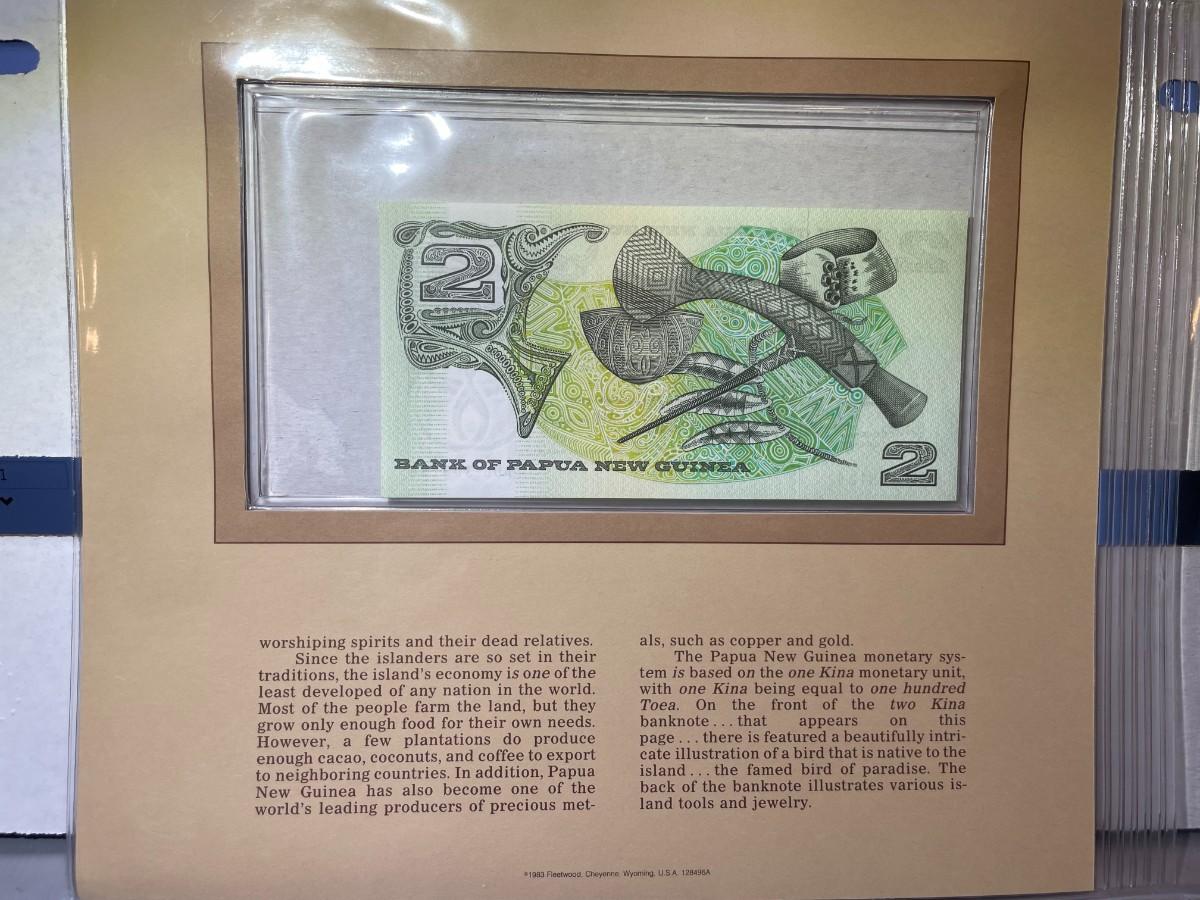 2
BANK OF PAPUA NEW GUINEA
2
worshiping spirits and their dead relatives.
Since the islanders are so set in their
traditions, the island's economy is one of the
least developed of any nation in the world.
Most of the people farm the land, but they
grow only enough food for their own needs.
However, a few plantations do produce
enough cacao, coconuts, and coffee to export
to neighboring countries. In addition, Papua
New Guinea has also become one of the
world's leading producers of precious met-
als, such as copper and gold.
The Papua New Guinea monetary sys-
tem is based on the one Kina monetary unit,
with one Kina being equal to one hundred
Toea. On the front of the two Kina
banknote . . . that appears on this
page . . . there is featured a beautifully intri-
cate illustration of a bird that is native to the
island . . . the famed bird of paradise. The
back of the banknote illustrates various is-
land tools and jewelry.
©1983 Fleetwood, Cheyenne, Wyoming, U.S.A. 128496A